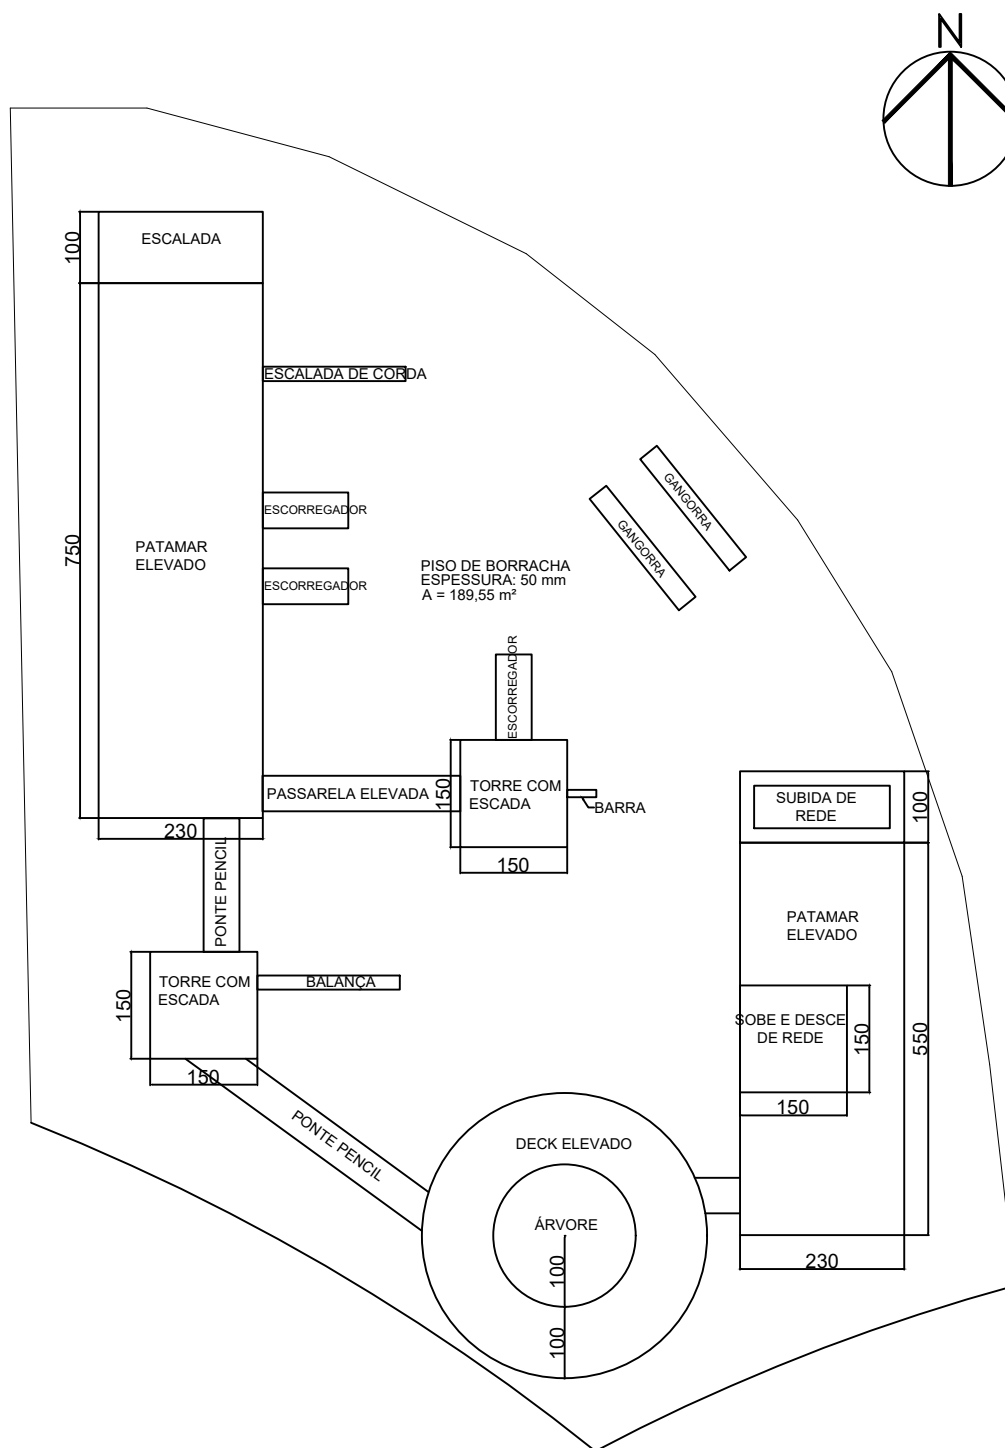 N
ESCALADA
100
ESCALADA DE CORDA
GANGORRA
ESCORREGADOR
GANGORRA
750
PATAMAR
ELEVADO
PISO DE BORRACHA
ESPESSURA: 50 mm
A = 189,55 m²
ESCORREGADOR
ESCORREGADOR
PASSARELA ELEVADA
150
TORRE COM
ESCADA
BARRA
SUBIDA DE
REDE
100
230
150
PONTE PENCIL
PATAMAR
ELEVADO
TORRE COM
ESCADA
BALANÇA
150
150
SOBE E DESCE
DE REDE
150
550
150
PONTE PENCIL
DECK ELEVADO
ÁRVORE
100
100
230